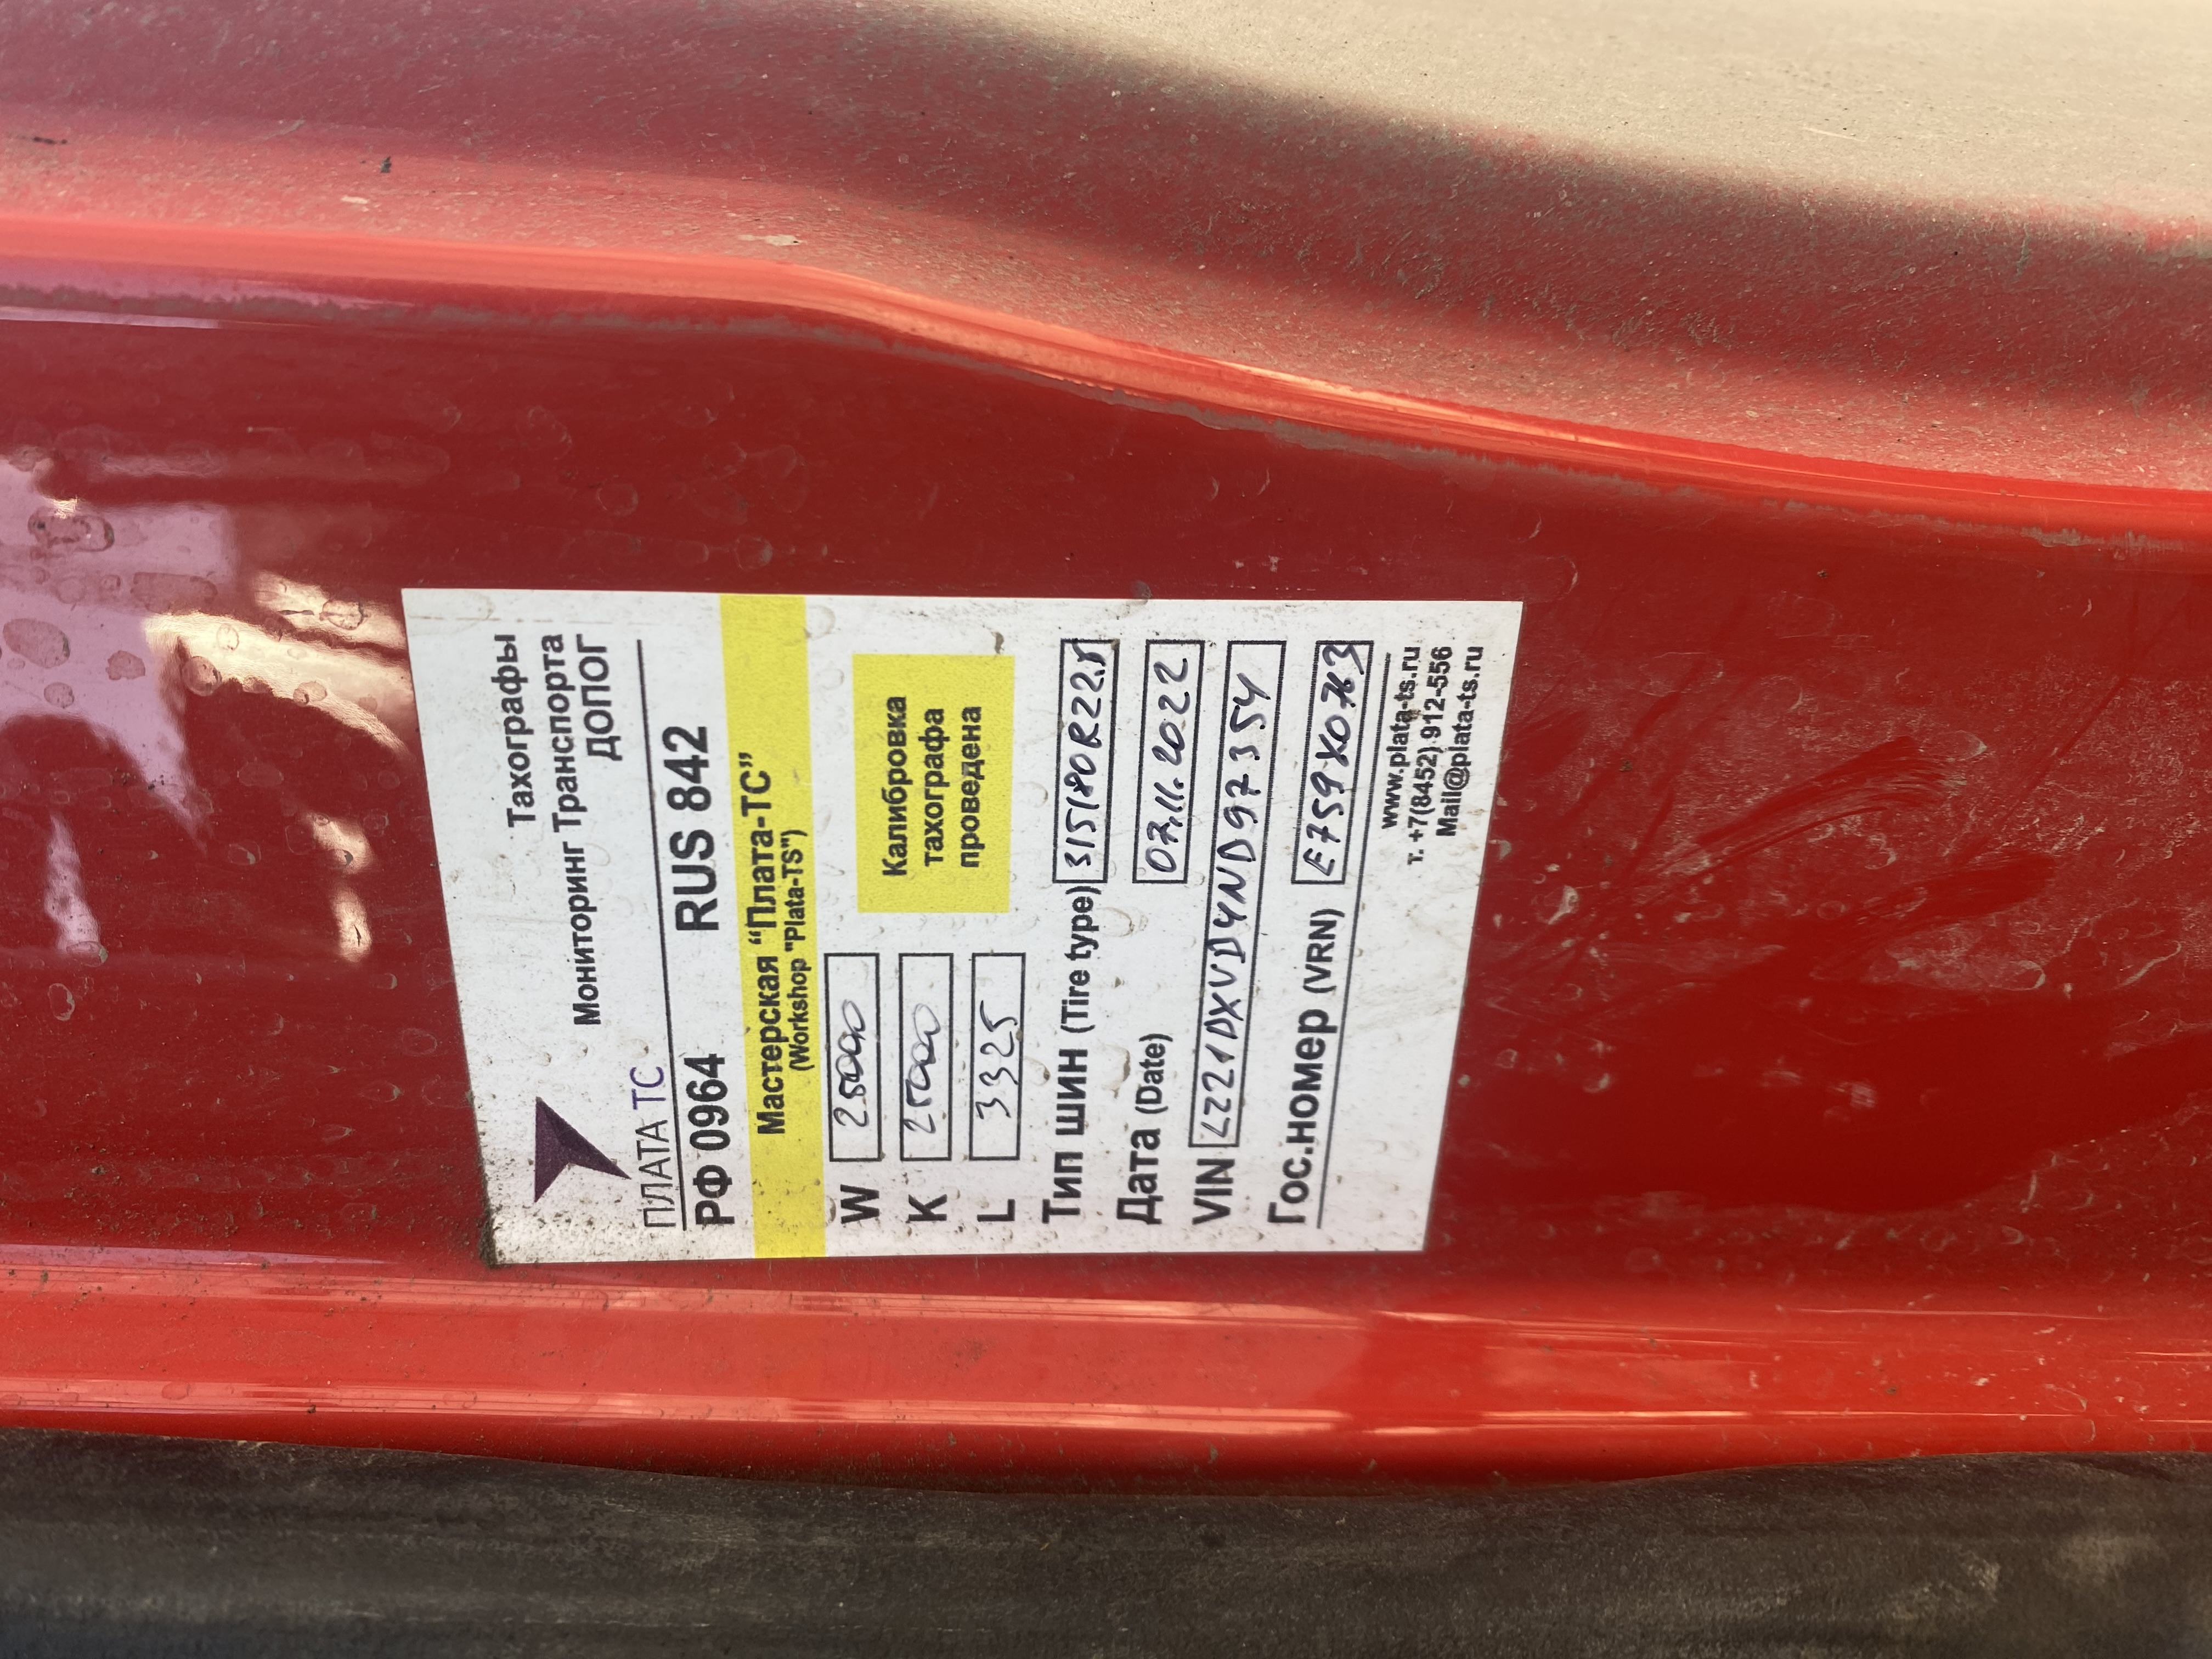 Тахографы
Мониторинг Транспорта
ДОПОГ
ПЛАТА ТС
РФ 0964 RUS 842
Мастерская “Плата-ТС”
(Workshop "Plata-TS")
W 25000
K 25000
L 3325
Калибровка
тахографа
проведена
Тип шин (Tire type) 315/80R22.5
Дата (Date) 07.11.2022
VIN LZZ1DXVD4ND997354
Гос.номер (VRN) Е759ХО763
www.plata-ts.ru
т. +7(8452) 912-556
Mail@plata-ts.ru